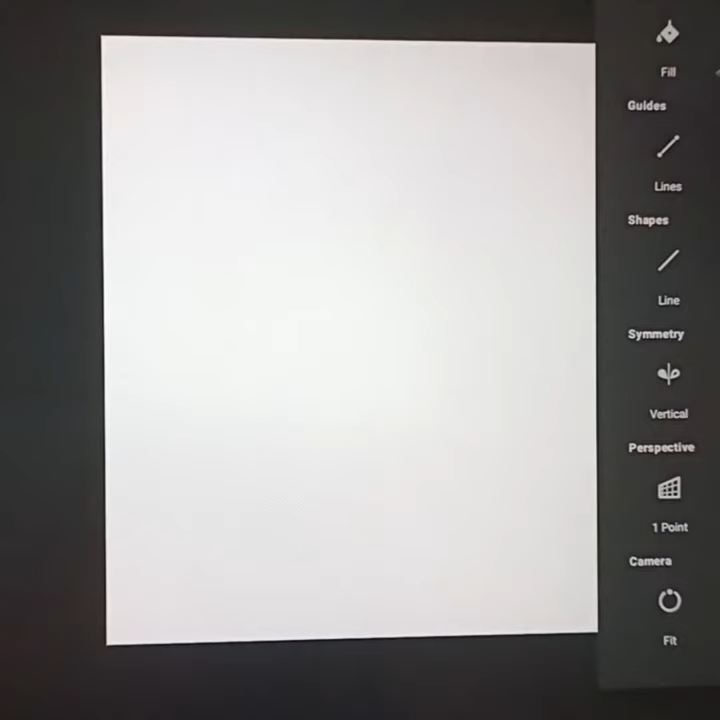 Fill
Guides
Lines
Shapes
Line
Symmetry
Vertical
Perspective
1 Point
Camera
Fit